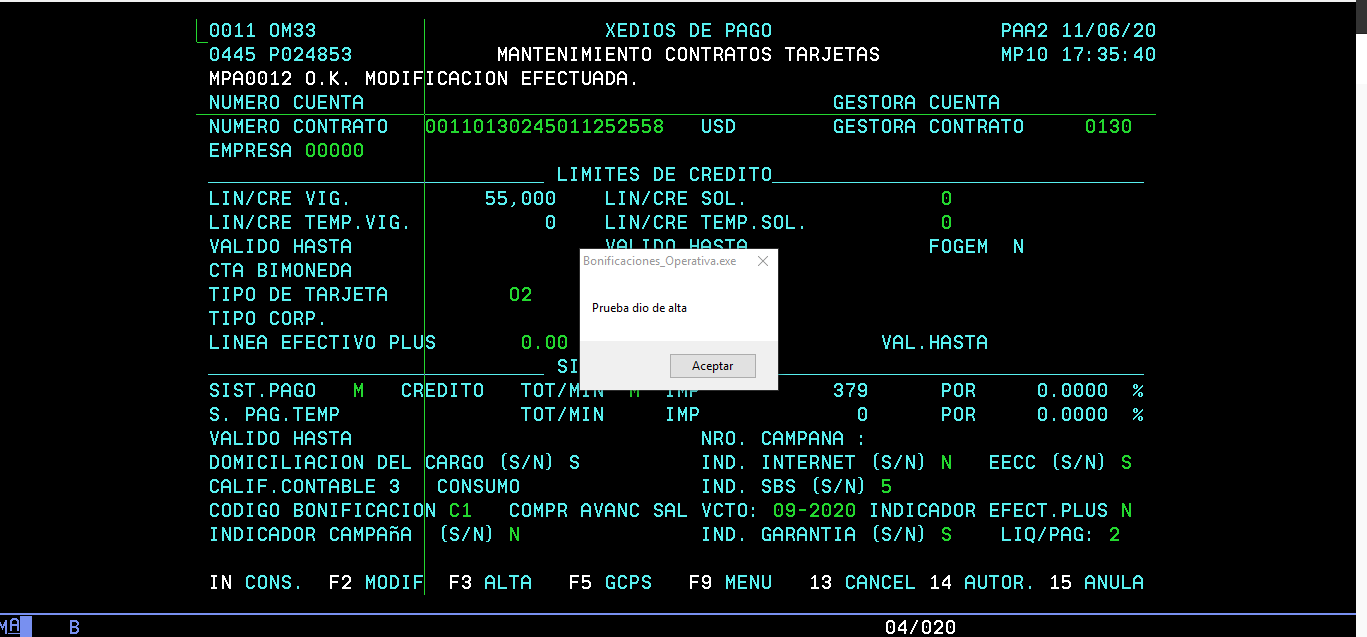 0011 OM33 XEDIOS DE PAGO PAA2 11/06/20
0445 P024853 MANTENIMIENTO CONTRATOS TARJETAS MP10 17:35:40
MPA0012 O.K. MODIFICACION EFECTUADA.
NUMERO CUENTA GESTORA CUENTA
NUMERO CONTRATO 00110130245011252558 USD GESTORA CONTRATO 0130
EMPRESA 00000
LIMITES DE CREDITO
LIN/CRE VIG. 55,000 LIN/CRE SOL. 0
LIN/CRE TEMP.VIG. 0 LIN/CRE TEMP.SOL. 0
VALIDO HASTA VALIDO HASTA FOGEM N
CTA BIMONEDA
TIPO DE TARJETA 02
TIPO CORP.
LINEA EFECTIVO PLUS 0.00 VAL.HASTA
SI
Bonificaciones_Operativa.exe
Prueba dio de alta
Aceptar
SIST.PAGO M CREDITO TOT/MIN M IMP 379 POR 0.0000 %
S. PAG.TEMP TOT/MIN IMP 0 POR 0.0000 %
VALIDO HASTA NRO. CAMPANA :
DOMICILIACION DEL CARGO (S/N) S IND. INTERNET (S/N) N EECC (S/N) S
CALIF.CONTABLE 3 CONSUMO IND. SBS (S/N) 5
CODIGO BONIFICACION C1 COMPR AVANC SAL VCTO: 09-2020 INDICADOR EFECT.PLUS N
INDICADOR CAMPAÑA (S/N) N IND. GARANTIA (S/N) S LIQ/PAG: 2
IN CONS. F2 MODIF F3 ALTA F5 GCPS F9 MENU 13 CANCEL 14 AUTOR. 15 ANULA
MA B 04/020